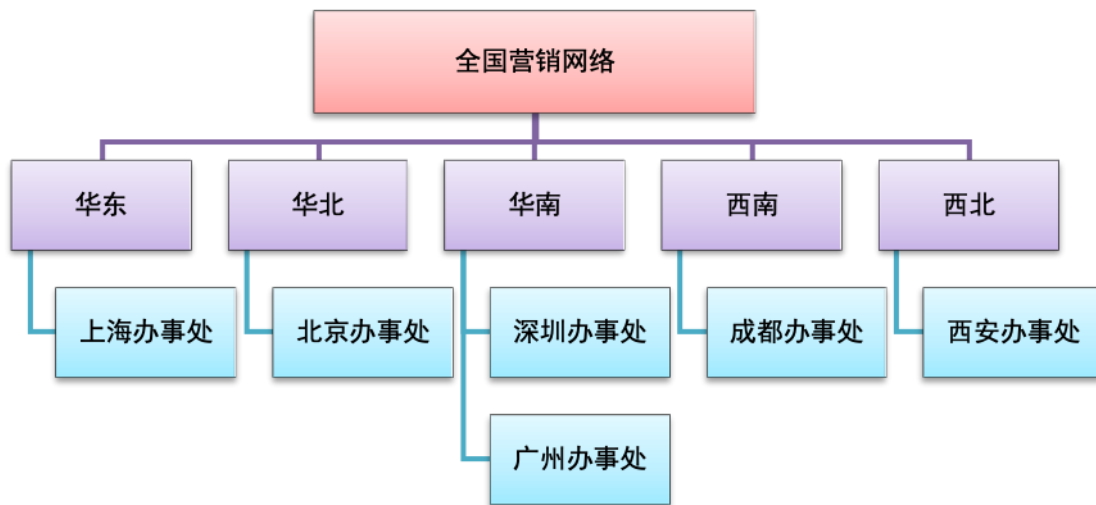 全国营销网络
华东
华北
华南
西南
西北
上海办事处
北京办事处
深圳办事处
成都办事处
西安办事处
广州办事处